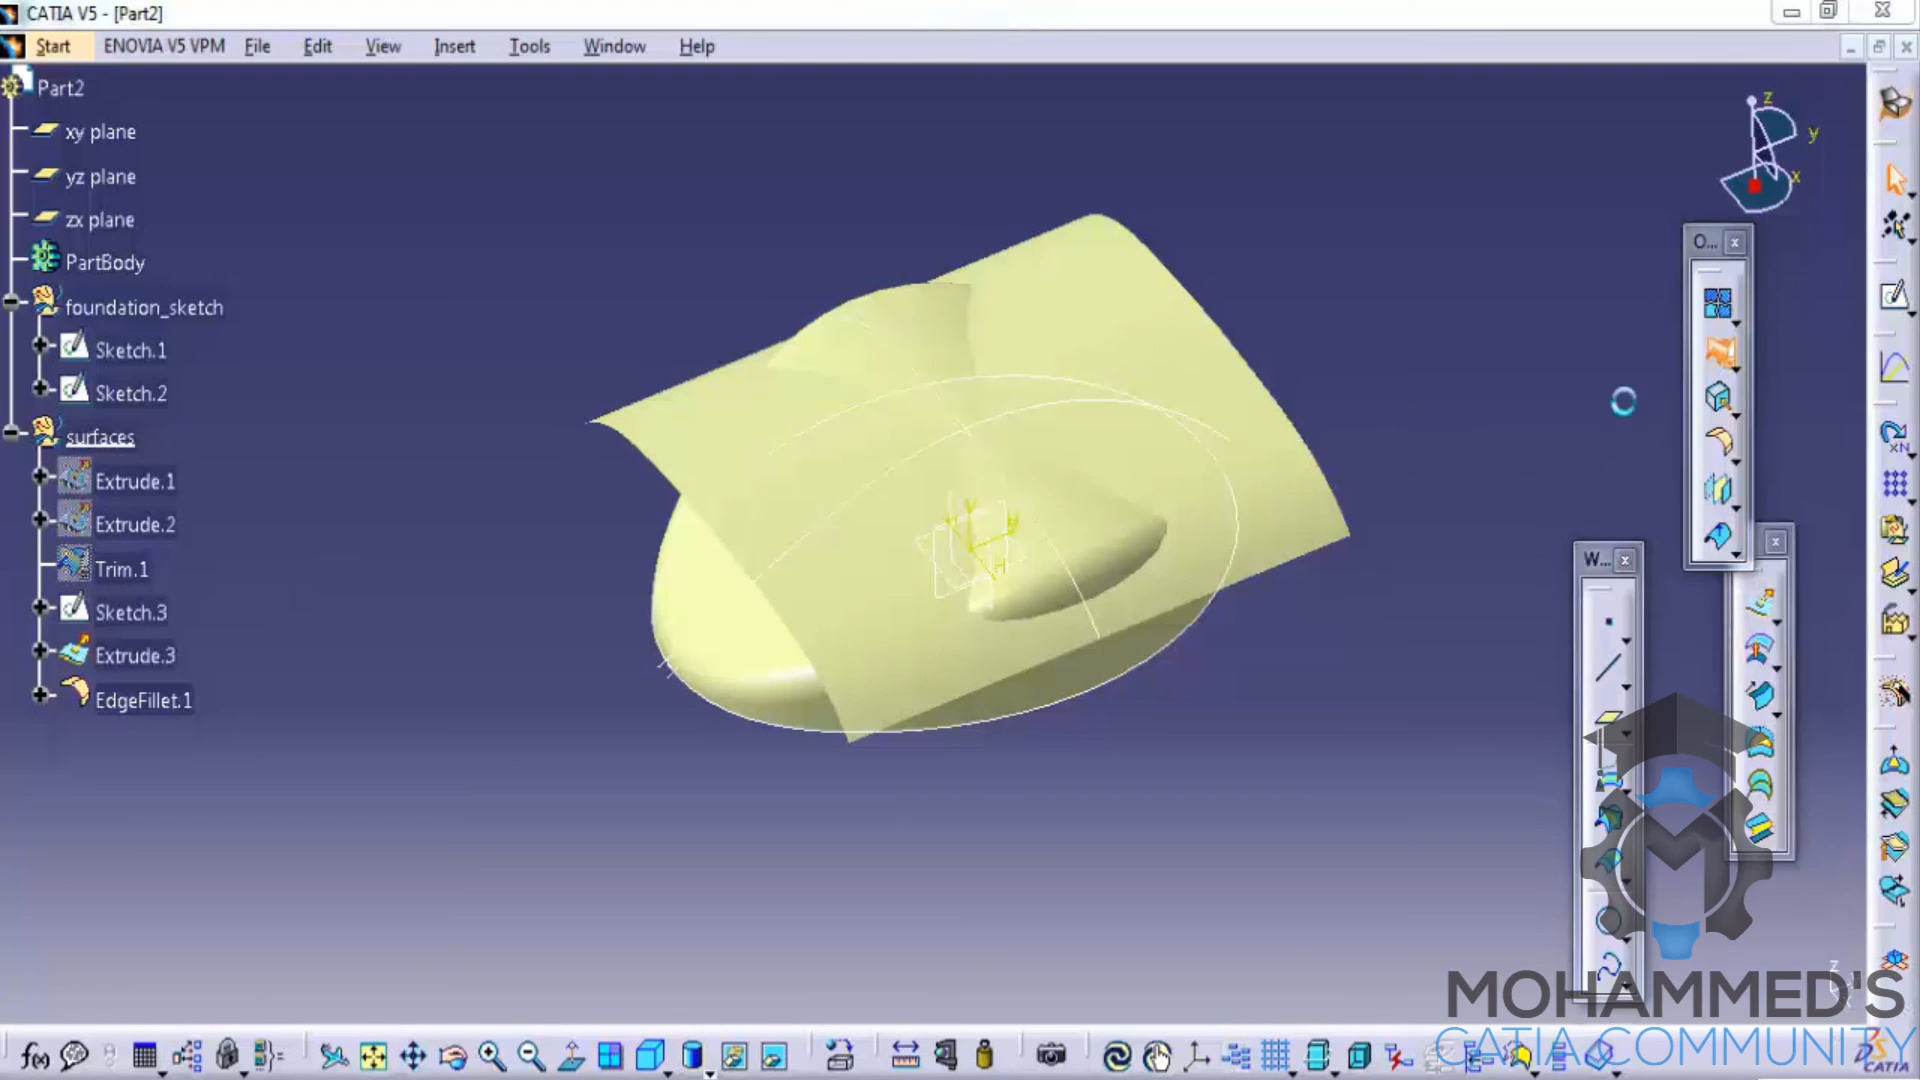 CATIA V5 - [Part2]
Start ENOVIA V5 VPM File Edit View Insert Tools Window Help
Part2
xy plane
yz plane
zx plane
PartBody
foundation_sketch
Sketch.1
Sketch.2
surfaces
Extrude.1
Extrude.2
Trim.1
Sketch.3
Extrude.3
EdgeFillet.1
z
y
x
O...
W...
V
H
MOHAMMED'S
CATIA COMMUNITY
f(x)
CATIA